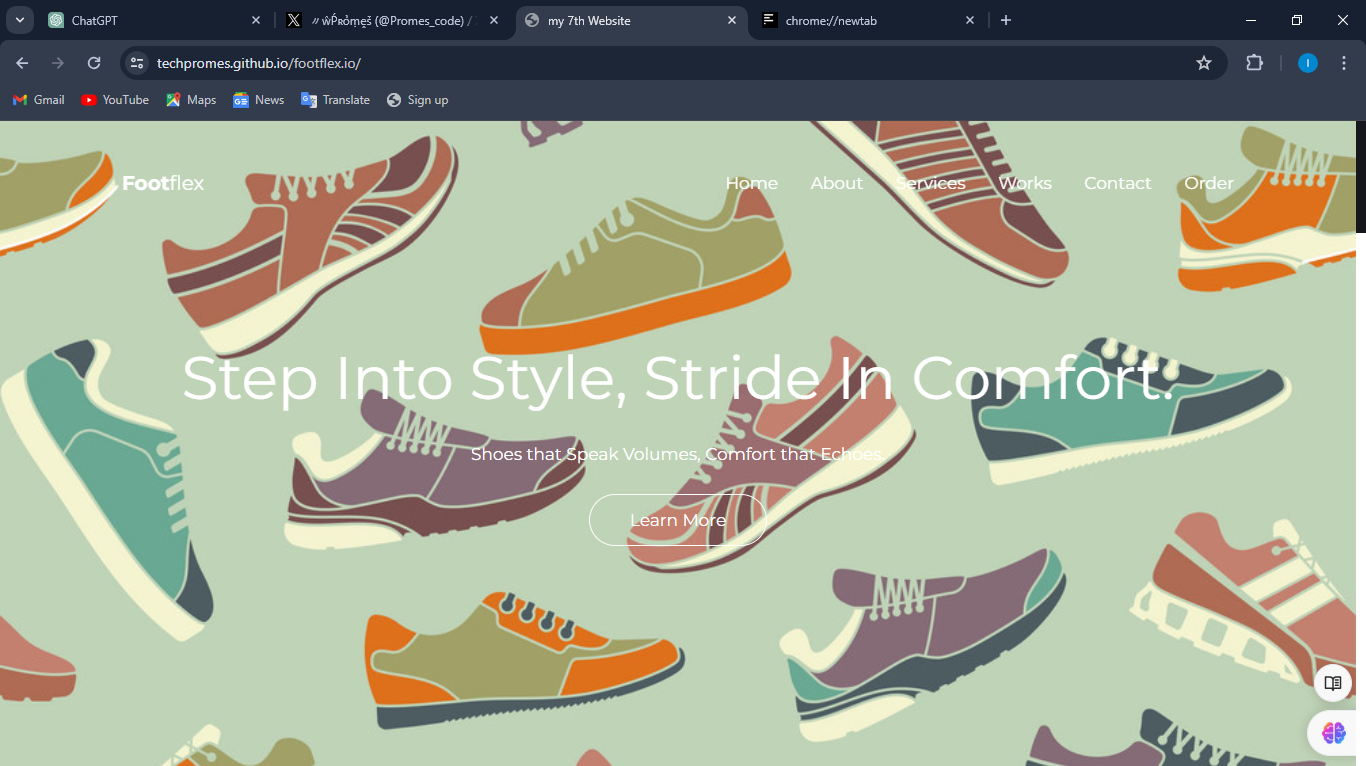 ChatGPT
my 7th Website
chrome://newtab
techpromes.github.io/footflex.io/
Gmail YouTube Maps News Translate Sign up
Footflex Home About Services Works Contact Order
Step Into Style, Stride In Comfort.
Shoes that Speak Volumes, Comfort that Echoes.
Learn More